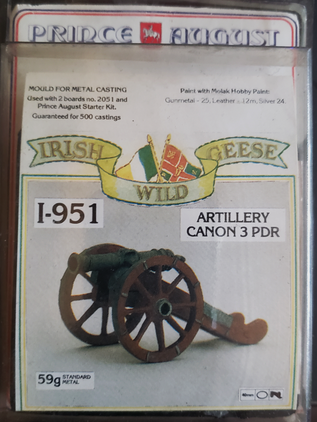 PRINCE AUGUST
MOULD FOR METAL CASTING
Used with 2 boards no. 2051 and
Prince August Starter Kit.
Guaranteed for 500 castings
Paint with Molak Hobby Paint:
Gunmetal - 25, Leather 12m, Silver 24.
IRISH
WILD
GEESE
I-951
ARTILLERY
CANON 3 PDR
59g STANDARD
METAL